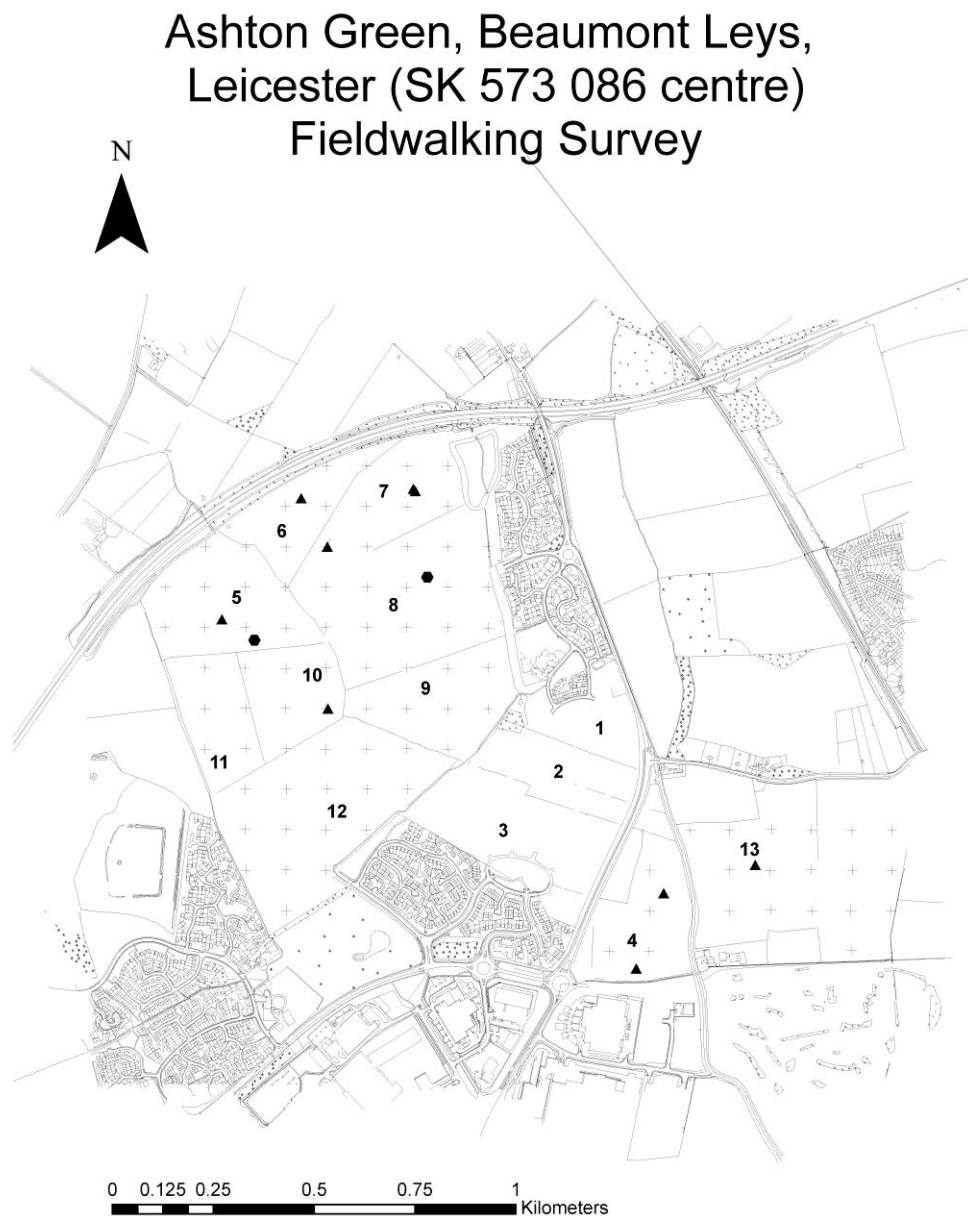 Ashton Green, Beaumont Leys,
Leicester (SK 573 086 centre)
Fieldwalking Survey
N
7
6
5
8
10
9
1
11
2
12
3
13
4
0 0.125 0.25 0.5 0.75 1
Kilometers